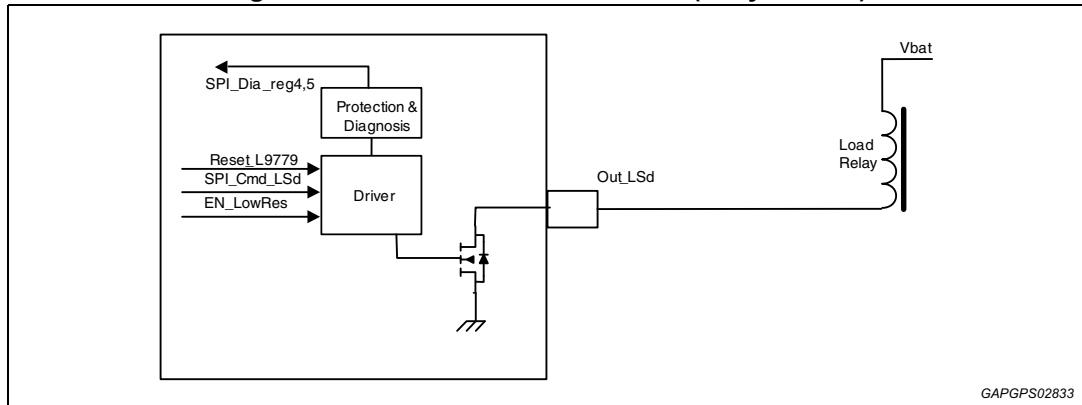 Vbat
SPI_Dia_reg4,5
Protection &
Diagnosis
Load
Relay
Reset_L9779
SPI_Cmd_LSd
EN_LowRes
Driver
Out_LSd
GAPGPS02833